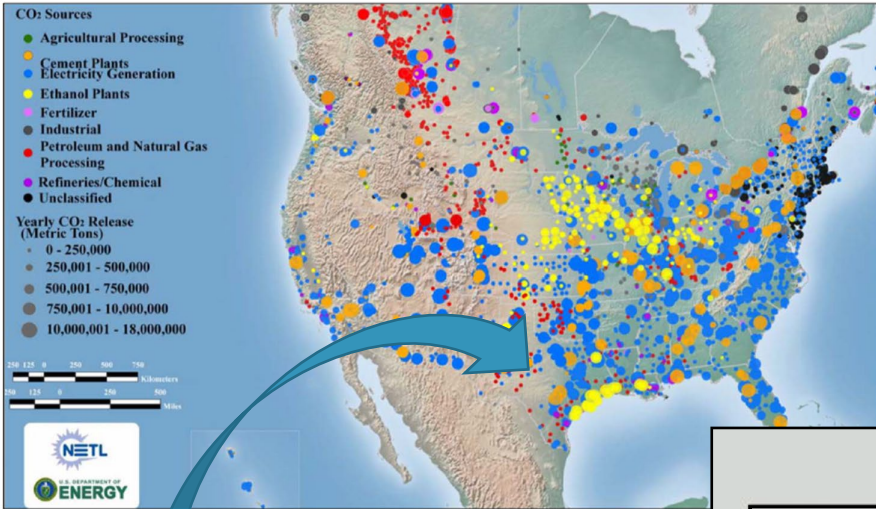 CO2 Sources
Agricultural Processing
Cement Plants
Electricity Generation
Ethanol Plants
Fertilizer
Industrial
Petroleum and Natural Gas
Processing
Refineries/Chemical
Unclassified
Yearly CO2 Release
(Metric Tons)
0 - 250,000
250,001 - 500,000
500,001 - 750,000
750,001 - 10,000,000
10,000,001 - 18,000,000
250 125 0 250 500 750
Kilometers
250 125 0 250 500
Miles
NETL
U.S. DEPARTMENT OF
ENERGY